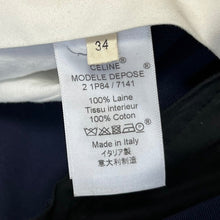 34
CELINE
MODELE DEPOSE
2 1P84 / 7141
100% Laine
Tissu interieur
100% Coton
Made in Italy
イタリア製
意大利制造